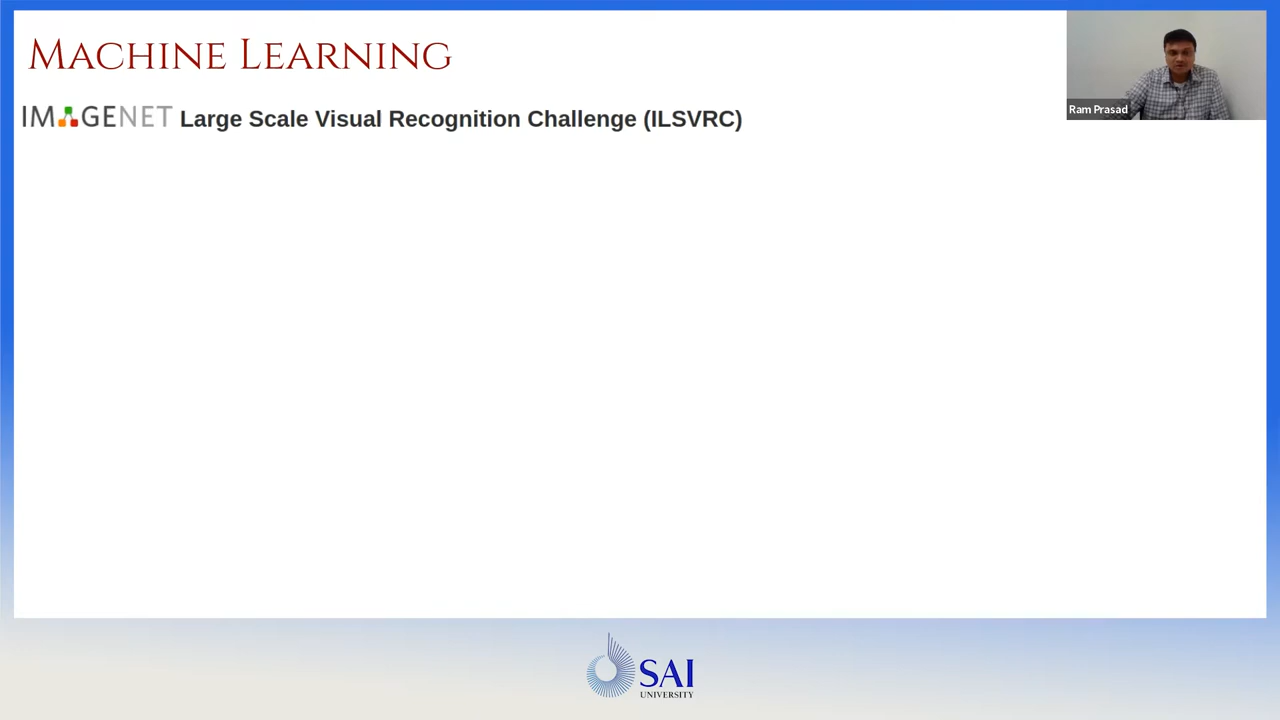 Machine Learning
IMAGENET Large Scale Visual Recognition Challenge (ILSVRC)
Ram Prasad
SAI
UNIVERSITY